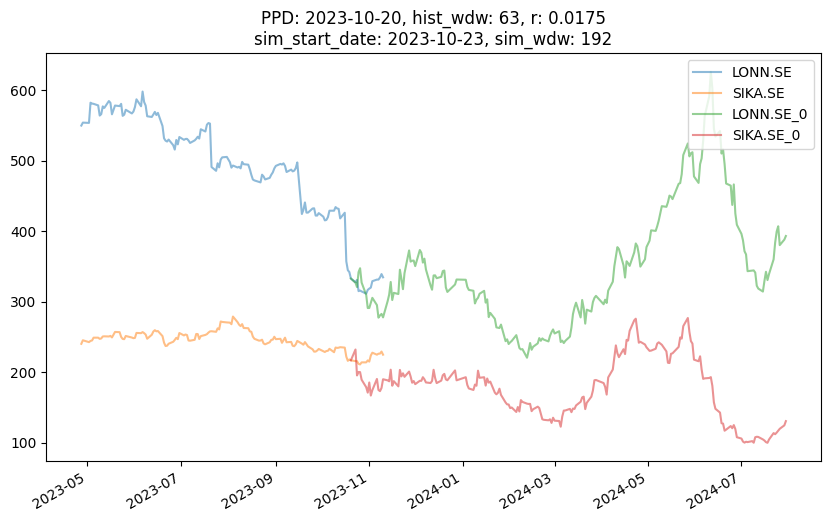 PPD: 2023-10-20, hist_wdw: 63, r: 0.0175
sim_start_date: 2023-10-23, sim_wdw: 192
LONN.SE
SIKA.SE
LONN.SE_0
SIKA.SE_0
600
500
400
300
200
100
2023-05
2023-07
2023-09
2023-11
2024-01
2024-03
2024-05
2024-07